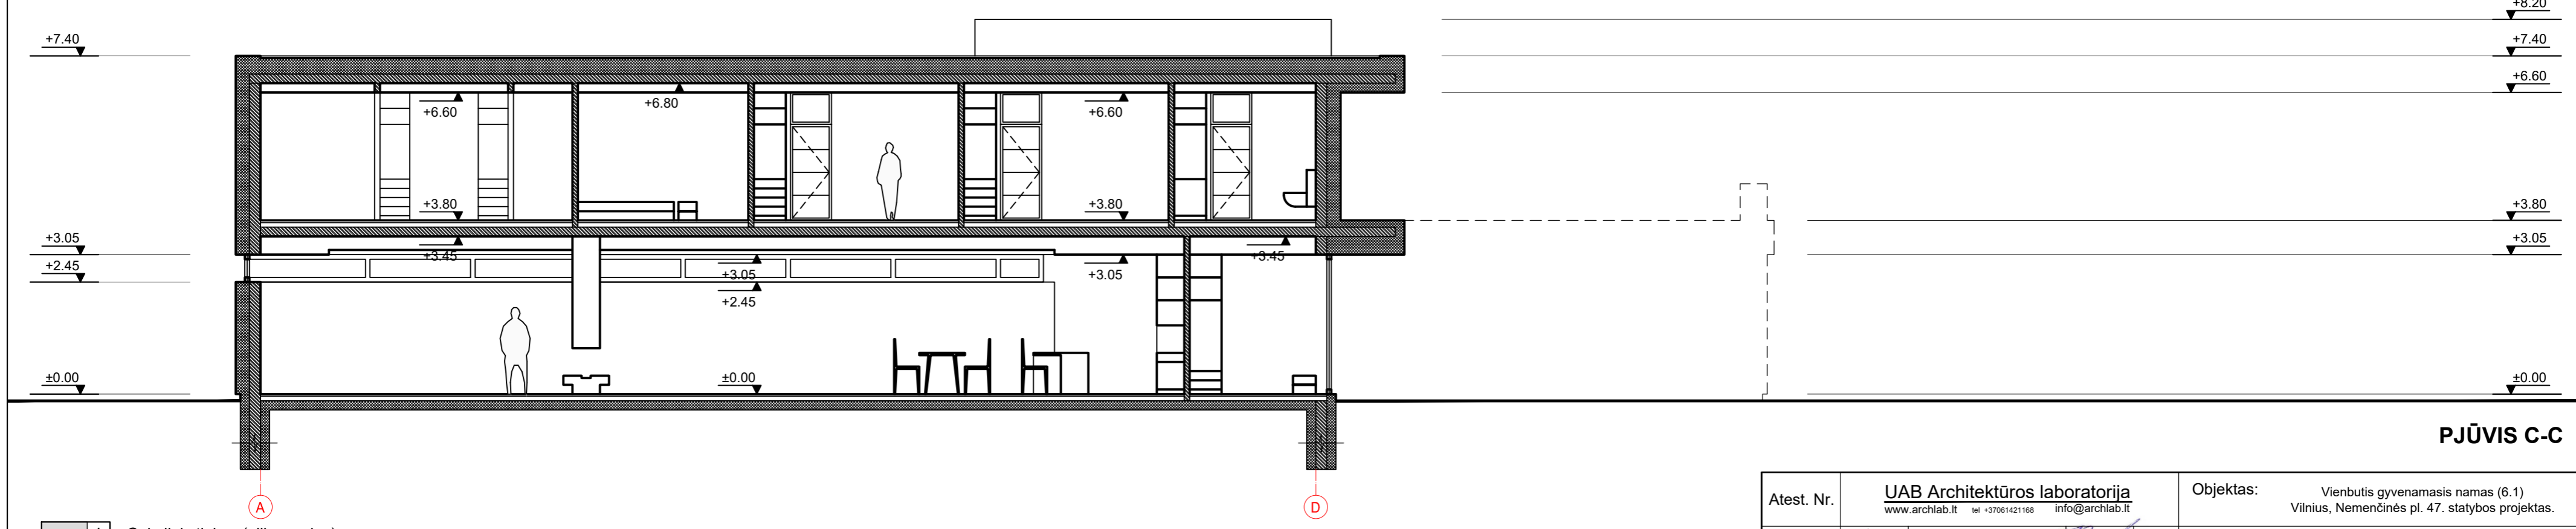 +8.20
+7.40
+7.40
+6.60
+6.80
+6.60
+6.60
+3.80
+3.80
+3.80
+3.05
+3.05
+3.45
+3.45
+2.45
+3.05
+3.05
+2.45
±0.00
±0.00
±0.00
PJŪVIS C-C
A
D
Atest. Nr.
UAB Architektūros laboratorija
www.archlab.lt tel +37061421168 info@archlab.lt
Objektas:
Vienbutis gyvenamasis namas (6.1)
Vilnius, Nemenčinės pl. 47. statybos projektas.